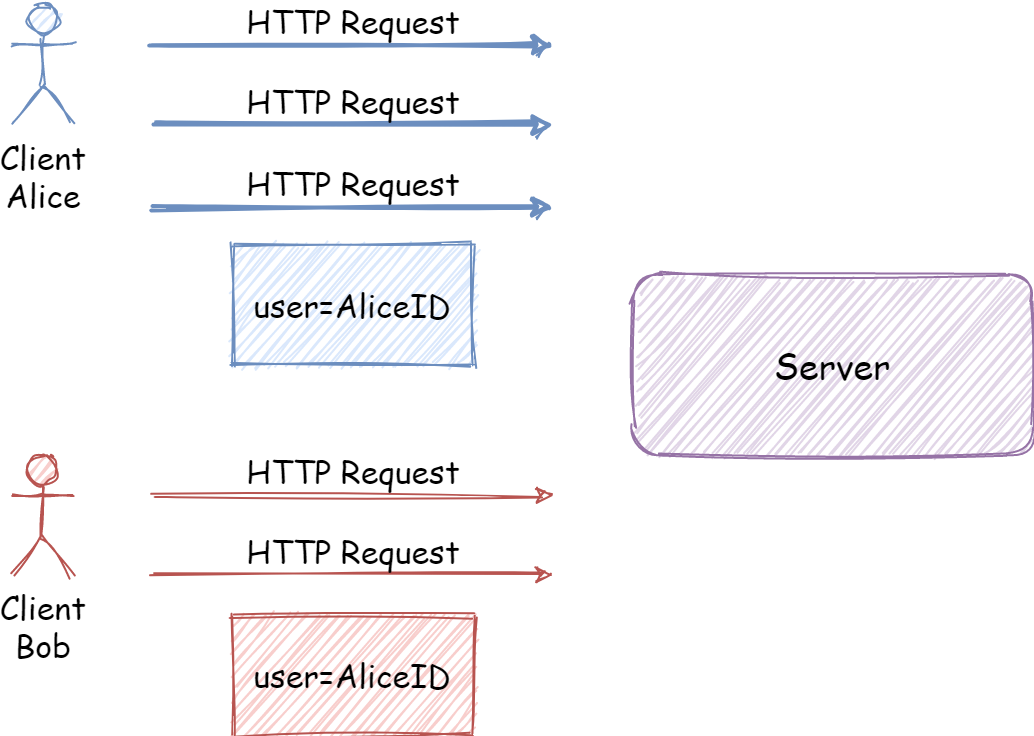 HTTP Request
HTTP Request
Client
Alice
HTTP Request
user=AliceID
Server
HTTP Request
HTTP Request
Client
Bob
user=AliceID